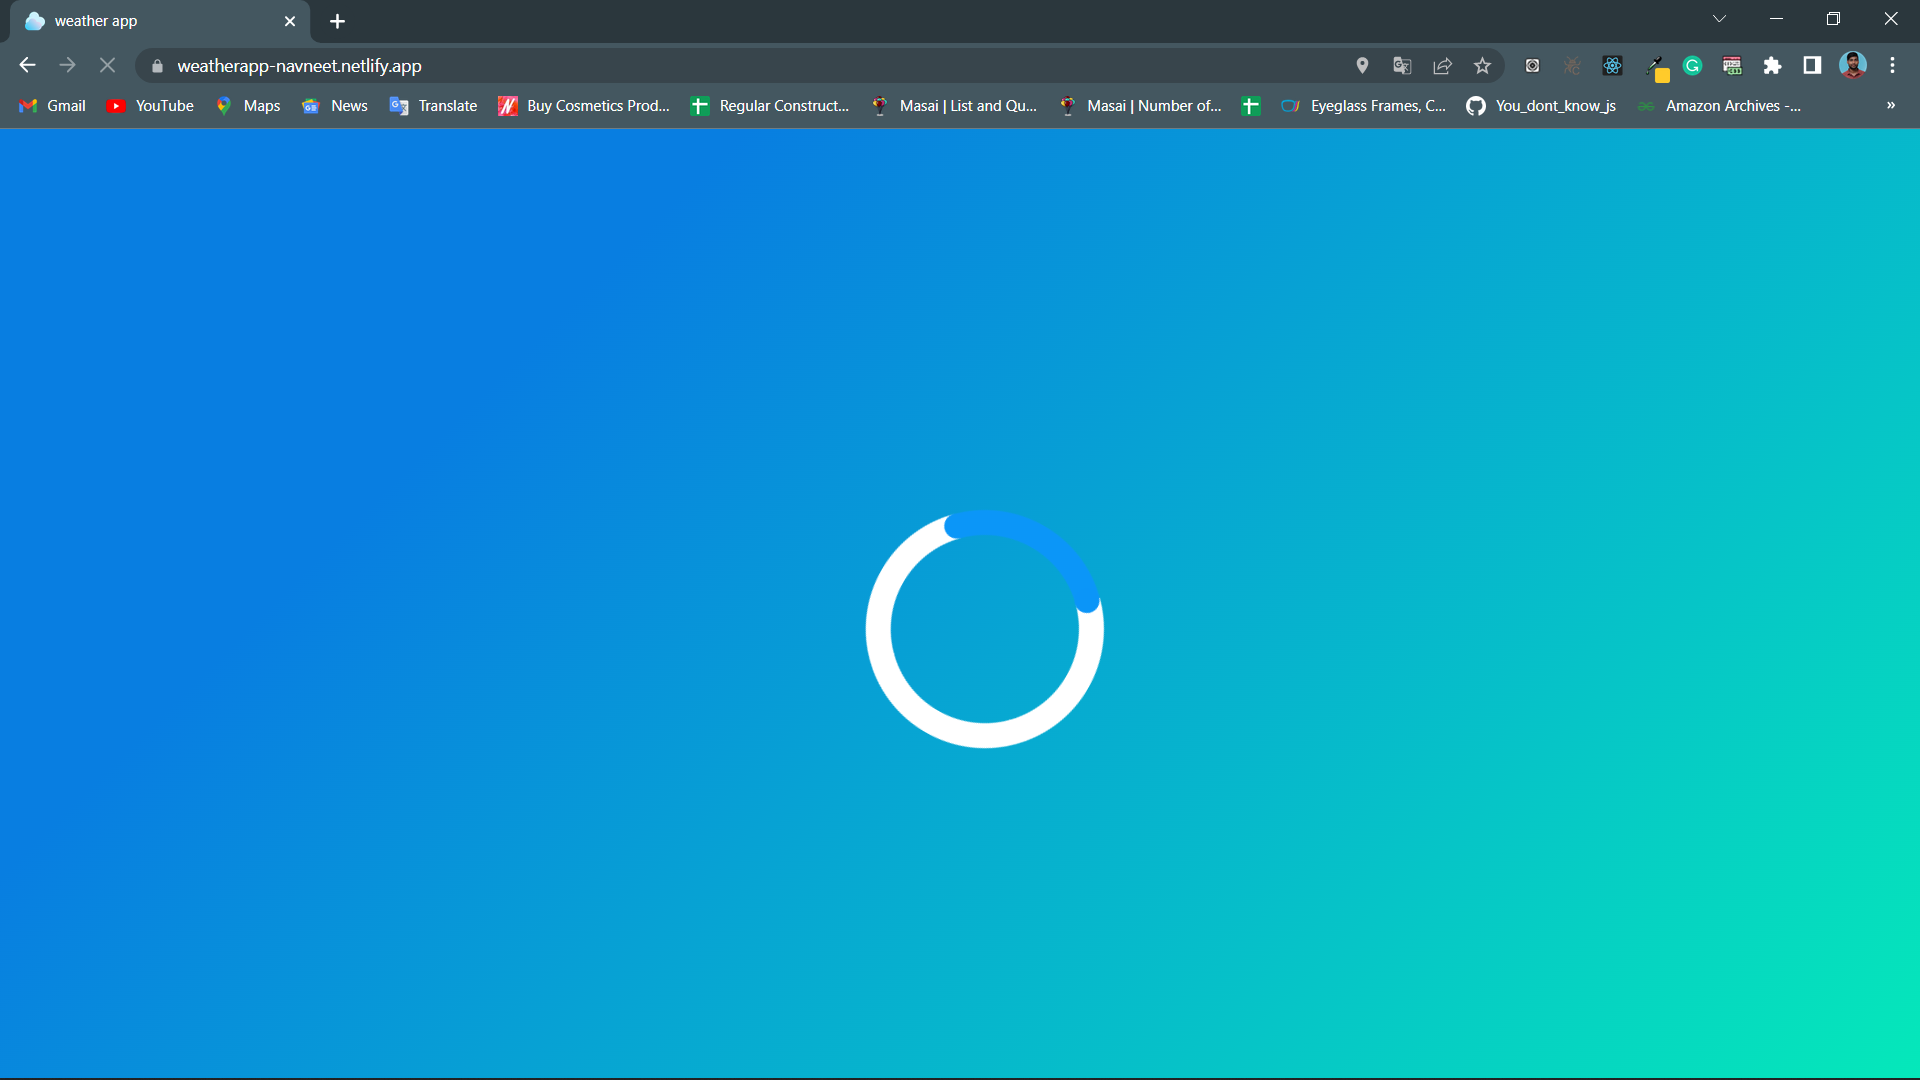 weather app
weatherapp-navneet.netlify.app
Gmail YouTube Maps News Translate Buy Cosmetics Prod... Regular Construct... Masai | List and Qu... Masai | Number of... Eyeglass Frames, C... You_dont_know_js Amazon Archives -... »